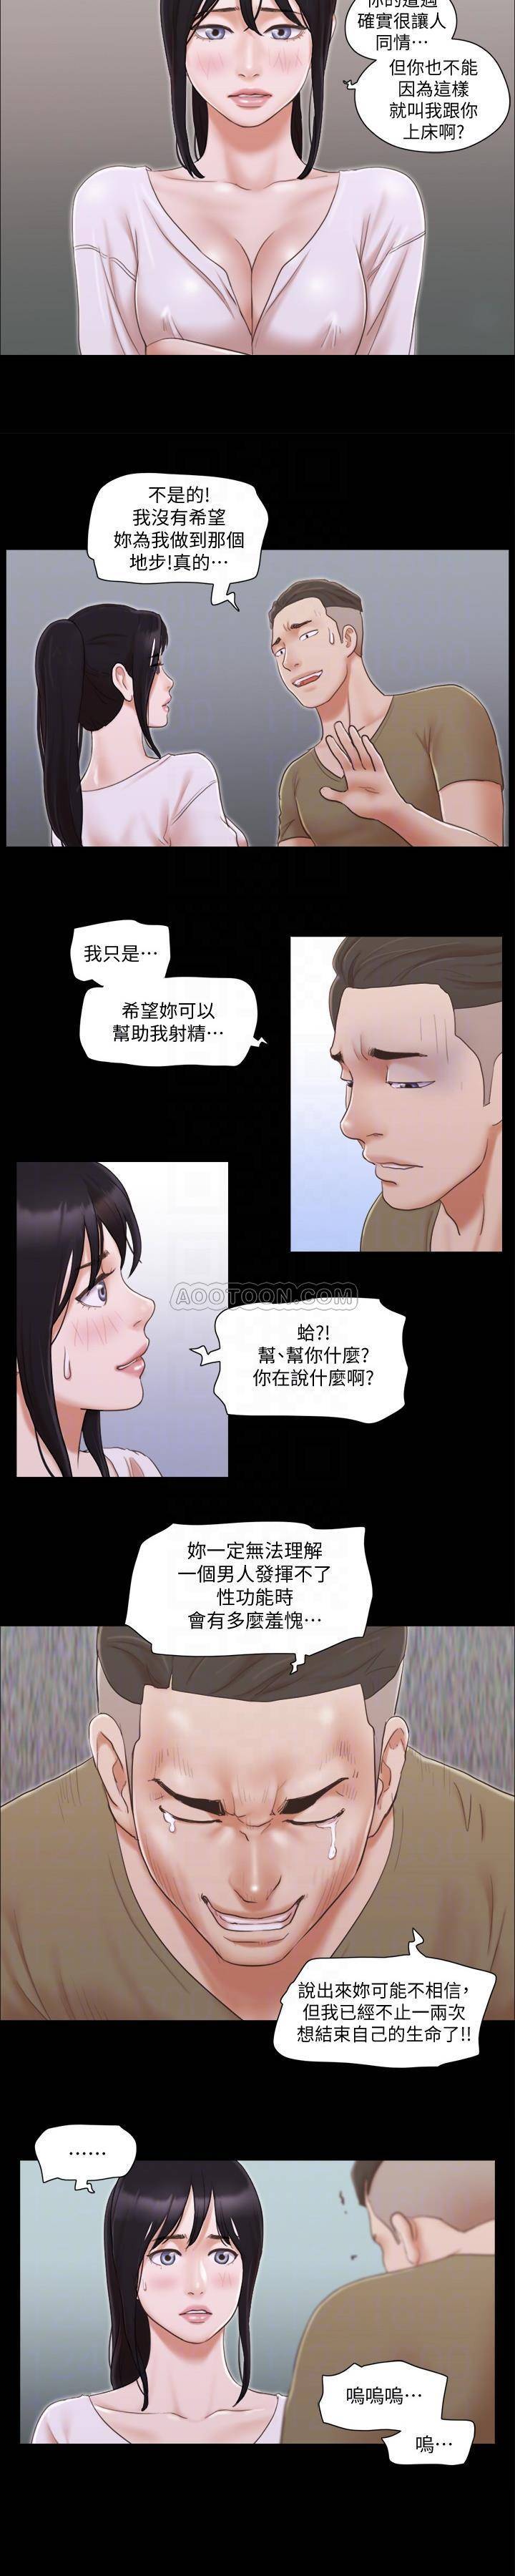 你的遭遇
確實很讓人
同情…
但你也不能
因為這樣
就叫我跟你
上床啊?
不是的!
我沒有希望
妳為我做到那個
地步!真的…
我只是…
希望妳可以
幫助我射精…
AOOTOON.COM
蛤?!
幫、幫你什麼?
你在說什麼啊?
妳一定無法理解
一個男人發揮不了
性功能時
會有多麼羞愧…
說出來妳可能不相信,
但我已經不止一兩次
想結束自己的生命了!!
……
嗚嗚嗚…
嗚…